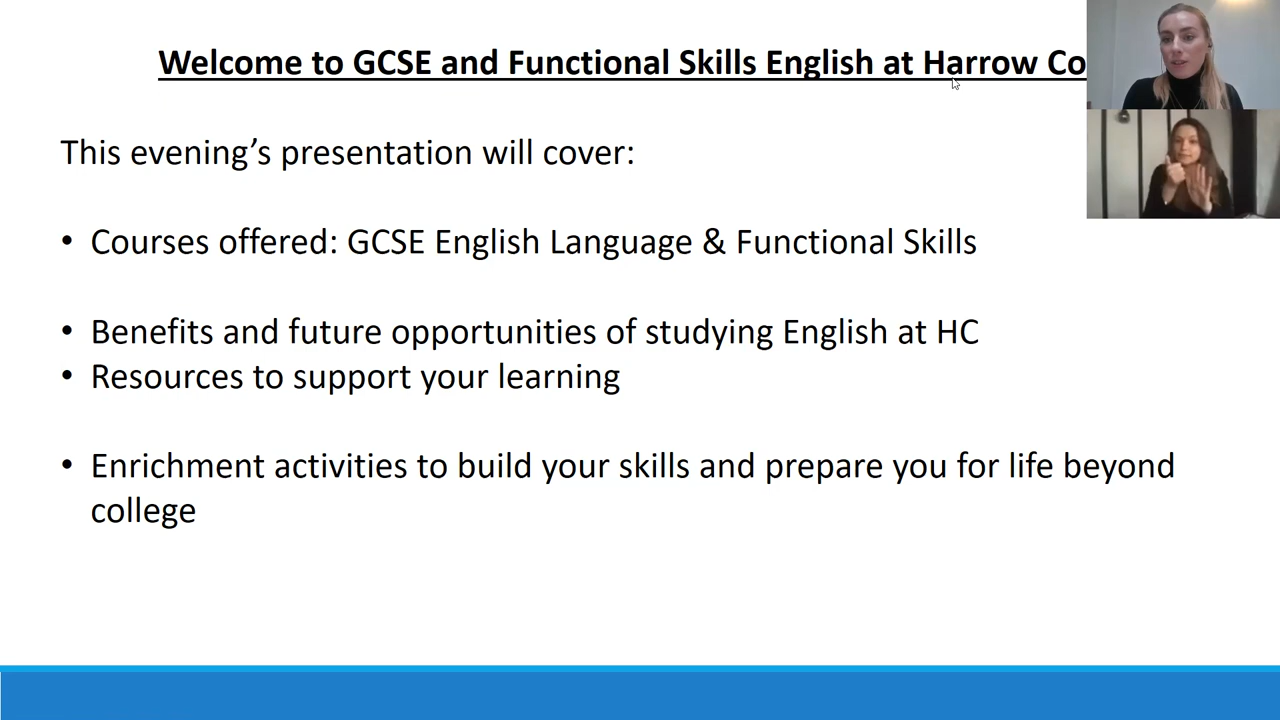 Welcome to GCSE and Functional Skills English at Harrow Co
This evening’s presentation will cover:
• Courses offered: GCSE English Language & Functional Skills
• Benefits and future opportunities of studying English at HC
• Resources to support your learning
• Enrichment activities to build your skills and prepare you for life beyond
college